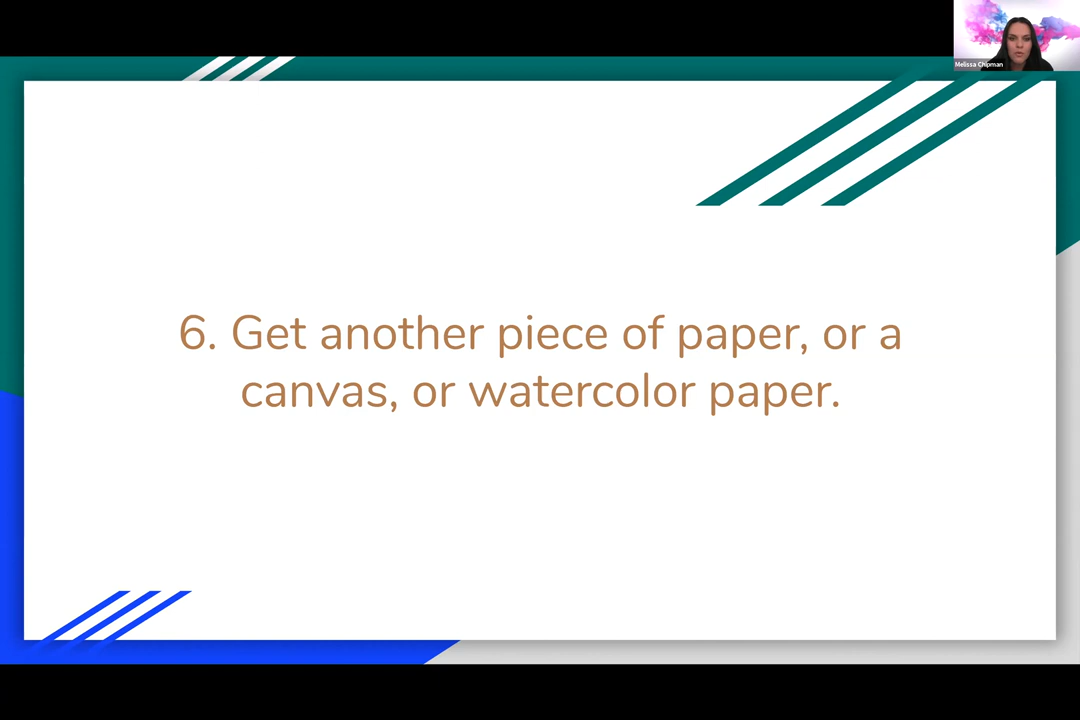 Melissa Chipman
6. Get another piece of paper, or a
canvas, or watercolor paper.